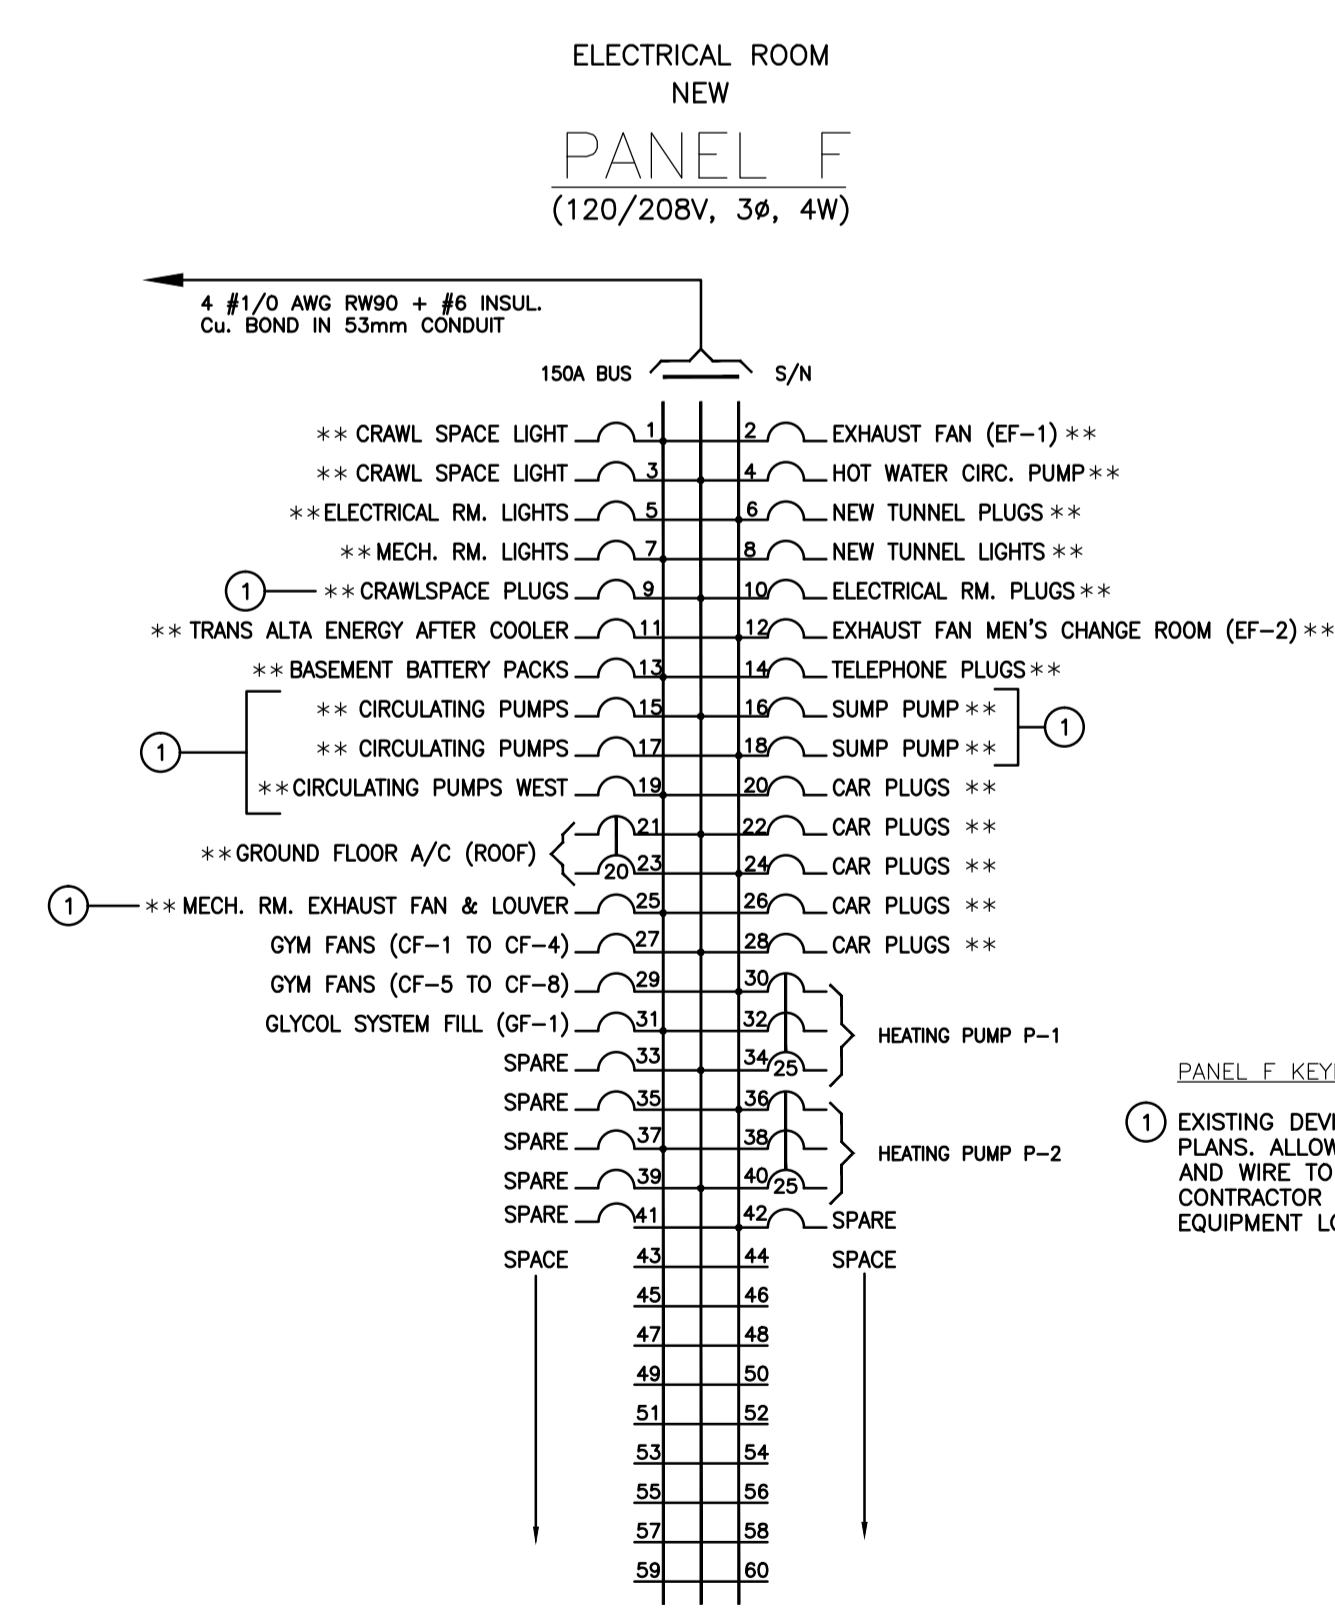 ELECTRICAL ROOM
NEW
PANEL F
(120/208V, 3ø, 4W)
4 #1/0 AWG RW90 + #6 INSUL.
Cu. BOND IN 53mm CONDUIT
150A BUS S/N
** CRAWL SPACE LIGHT 1 2 EXHAUST FAN (EF-1) **
** CRAWL SPACE LIGHT 3 4 HOT WATER CIRC. PUMP **
** ELECTRICAL RM. LIGHTS 5 6 NEW TUNNEL PLUGS **
** MECH. RM. LIGHTS 7 8 NEW TUNNEL LIGHTS **
1 ** CRAWLSPACE PLUGS 9 10 ELECTRICAL RM. PLUGS **
** TRANS ALTA ENERGY AFTER COOLER 11 12 EXHAUST FAN MEN'S CHANGE ROOM (EF-2) **
** BASEMENT BATTERY PACKS 13 14 TELEPHONE PLUGS **
** CIRCULATING PUMPS 15 16 SUMP PUMP **
1 ** CIRCULATING PUMPS 17 18 SUMP PUMP ** 1
** CIRCULATING PUMPS WEST 19 20 CAR PLUGS **
21 22 CAR PLUGS **
** GROUND FLOOR A/C (ROOF) 20 23 24 CAR PLUGS **
1 ** MECH. RM. EXHAUST FAN & LOUVER 25 26 CAR PLUGS **
GYM FANS (CF-1 TO CF-4) 27 28 CAR PLUGS **
GYM FANS (CF-5 TO CF-8) 29 30
GLYCOL SYSTEM FILL (GF-1) 31 32 HEATING PUMP P-1
SPARE 33 34 25
SPARE 35 36
SPARE 37 38 HEATING PUMP P-2
SPARE 39 40 25
SPARE 41 42 SPARE
SPACE 43 44 SPACE
45 46
47 48
49 50
51 52
53 54
55 56
57 58
59 60
PANEL F
1 EXISTING
PLANS.
AND WIRE TO
CONTRACTOR
EQUIPMENT